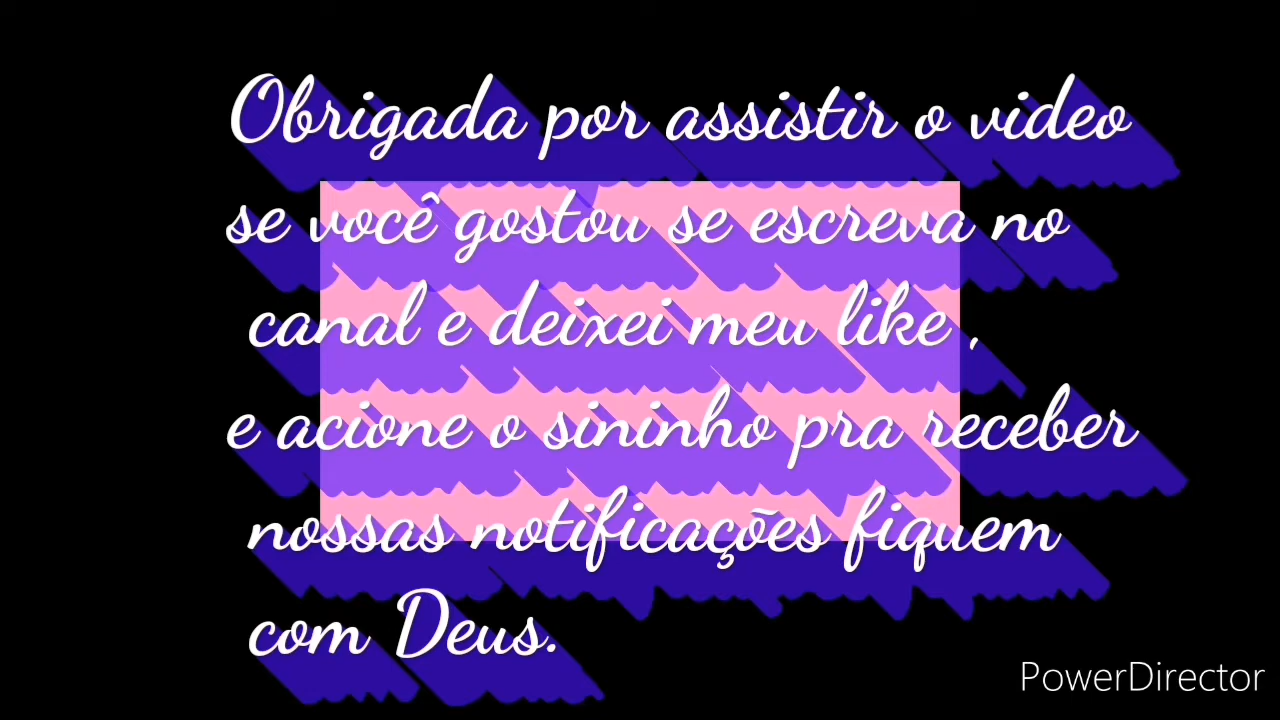 Obrigada por assistir o video
se você gostou se escreva no
canal e deixei meu like ,
e acione o sininho pra receber
nossas notificações fiquem
com Deus.
PowerDirector